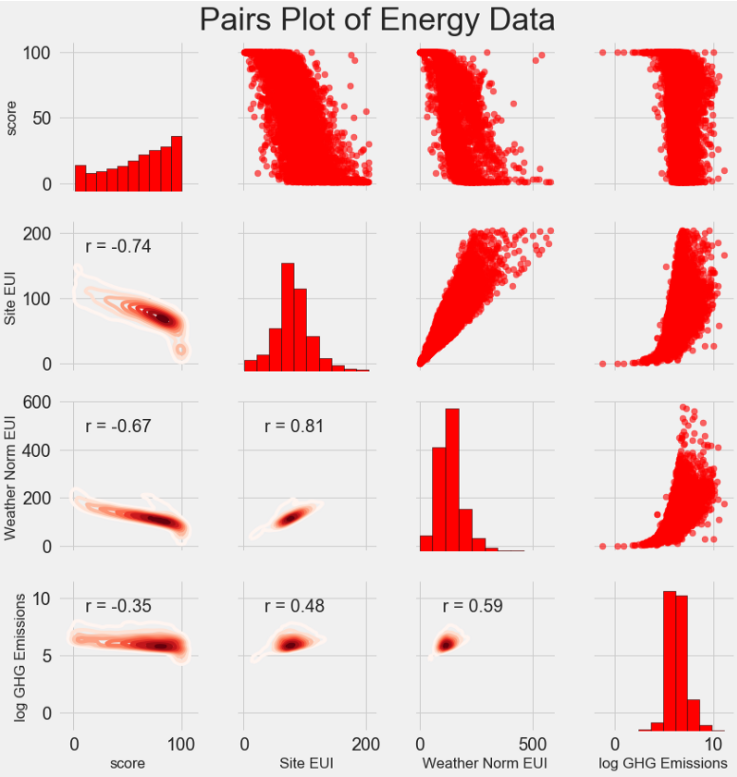 Pairs Plot of Energy Data
score
100
50
0
Site EUI
200
100
0
r = -0.74
Weather Norm EUI
600
400
200
0
r = -0.67
r = 0.81
log GHG Emissions
10
5
0
r = -0.35
r = 0.48
r = 0.59
0 100
0 200
0 500
0 10
score
Site EUI
Weather Norm EUI
log GHG Emissions